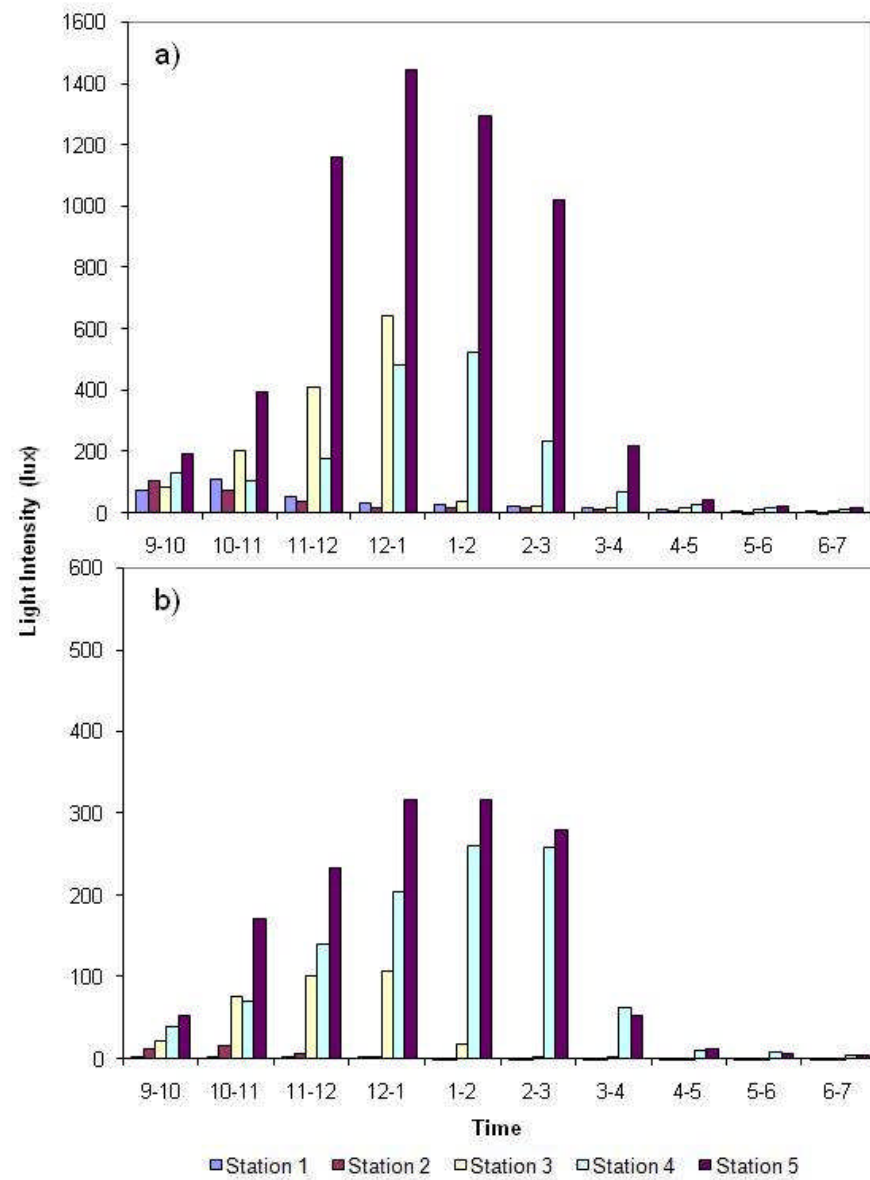 1600
a)
1400
1200
1000
800
600
400
200
0
9-10 10-11 11-12 12-1 1-2 2-3 3-4 4-5 5-6 6-7
Light Intensity (lux)
600
b)
500
400
300
200
100
0
9-10 10-11 11-12 12-1 1-2 2-3 3-4 4-5 5-6 6-7
Time
Station 1 Station 2 Station 3 Station 4 Station 5